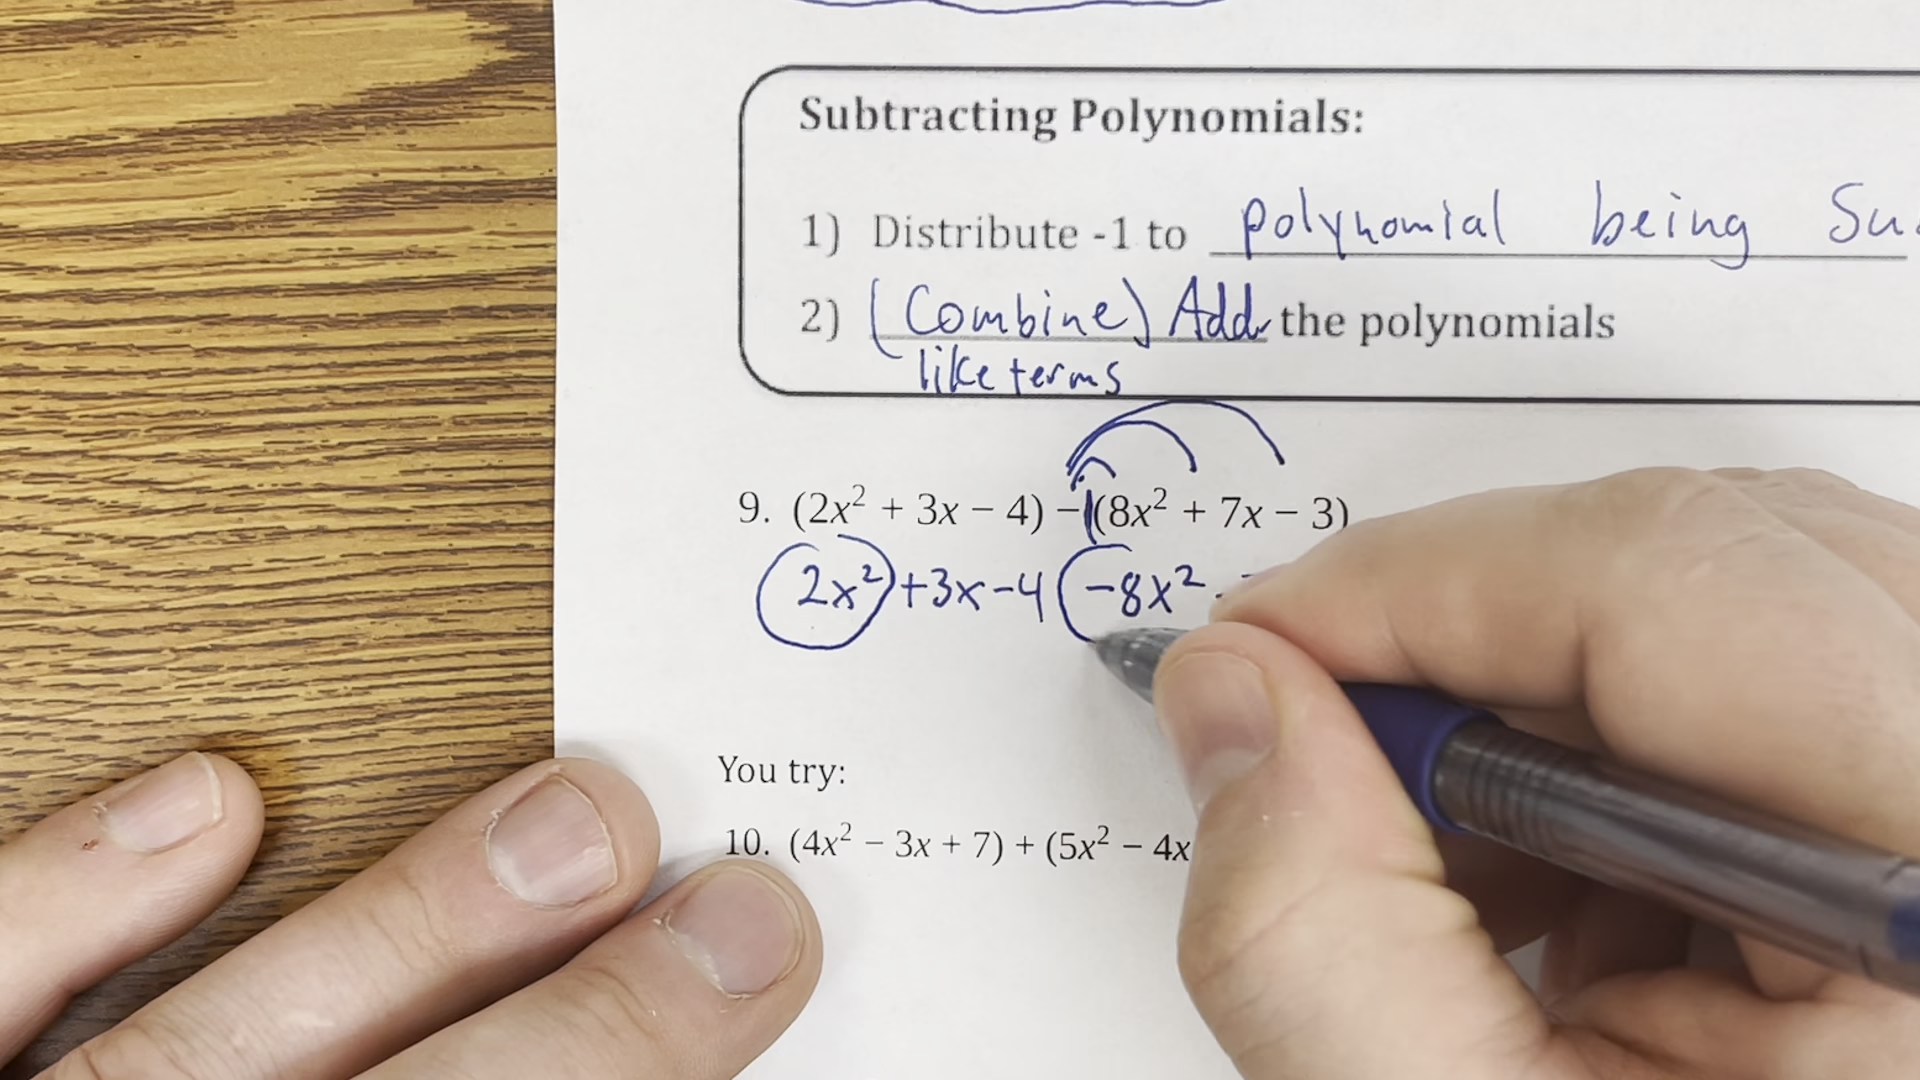 Subtracting Polynomials:
1) Distribute -1 to polynomial being
2) (Combine) Add the polynomials
like terms
9. (2x² + 3x − 4) −1(8x² + 7x − 3)
2x² +3x -4 -8x²
You try:
10. (4x² − 3x + 7) + (5x² − 4x